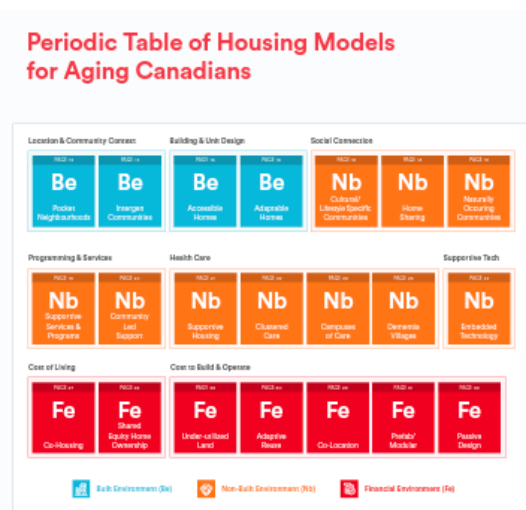 Periodic Table of Housing Models
for Aging Canadians
Location & Community Context
Building & Unit Design
Social Connection
Be
Pocket
Neighbourhoods
Be
Intergen
Communities
Be
Accessible
Homes
Be
Adaptable
Homes
Nb
Cultural/
Lifestyle Specific
Communities
Nb
Home
Sharing
Nb
Naturally
Occuring
Communities
Programming & Services
Health Care
Supportive Tech
Nb
Supportive
Services &
Programs
Nb
Community
Led
Support
Nb
Supportive
Housing
Nb
Clustered
Care
Nb
Campuses
of Care
Nb
Dementia
Villages
Nb
Embedded
Technology
Cost of Living
Cost to Build & Operate
Fe
Co-Housing
Fe
Shared
Equity Home
Ownership
Fe
Under-utilized
Land
Fe
Adaptive
Reuse
Fe
Co-Location
Fe
Prefab/
Modular
Fe
Passive
Design
Built Environment (Be)
Non-Built Environment (Nb)
Financial Environment (Fe)